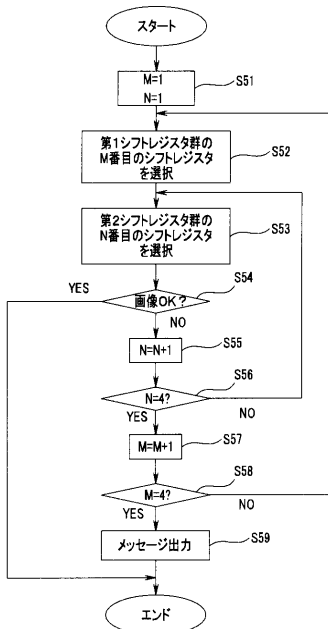 スタート
M=1
N=1
S51
第1シフトレジスタ群の
M番目のシフトレジスタ
を選択
S52
第2シフトレジスタ群の
N番目のシフトレジスタ
を選択
S53
YES
画像OK?
S54
NO
N=N+1
S55
N=4?
S56
YES
NO
M=M+1
S57
M=4?
S58
YES
NO
メッセージ出力
S59
エンド